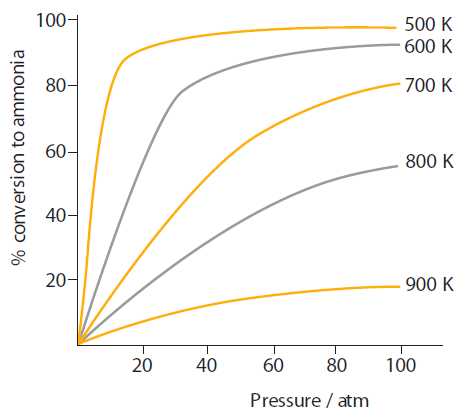 % conversion to ammonia
100
80
60
40
20
500 K
600 K
700 K
800 K
900 K
20 40 60 80 100
Pressure / atm